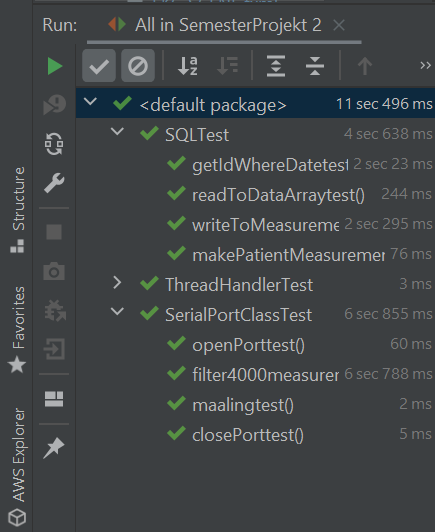 Run: All in SemesterProjekt 2
<default package> 11 sec 496 ms
SQLTest 4 sec 638 ms
getIdWhereDatetest 2 sec 23 ms
readToDataArraytest() 244 ms
writeToMeasureme 2 sec 295 ms
makePatientMeasuremer 76 ms
ThreadHandlerTest 3 ms
SerialPortClassTest 6 sec 855 ms
openPorttest() 60 ms
filter4000measurer 6 sec 788 ms
maalingtest() 2 ms
closePorttest() 5 ms
Structure
Favorites
AWS Explorer